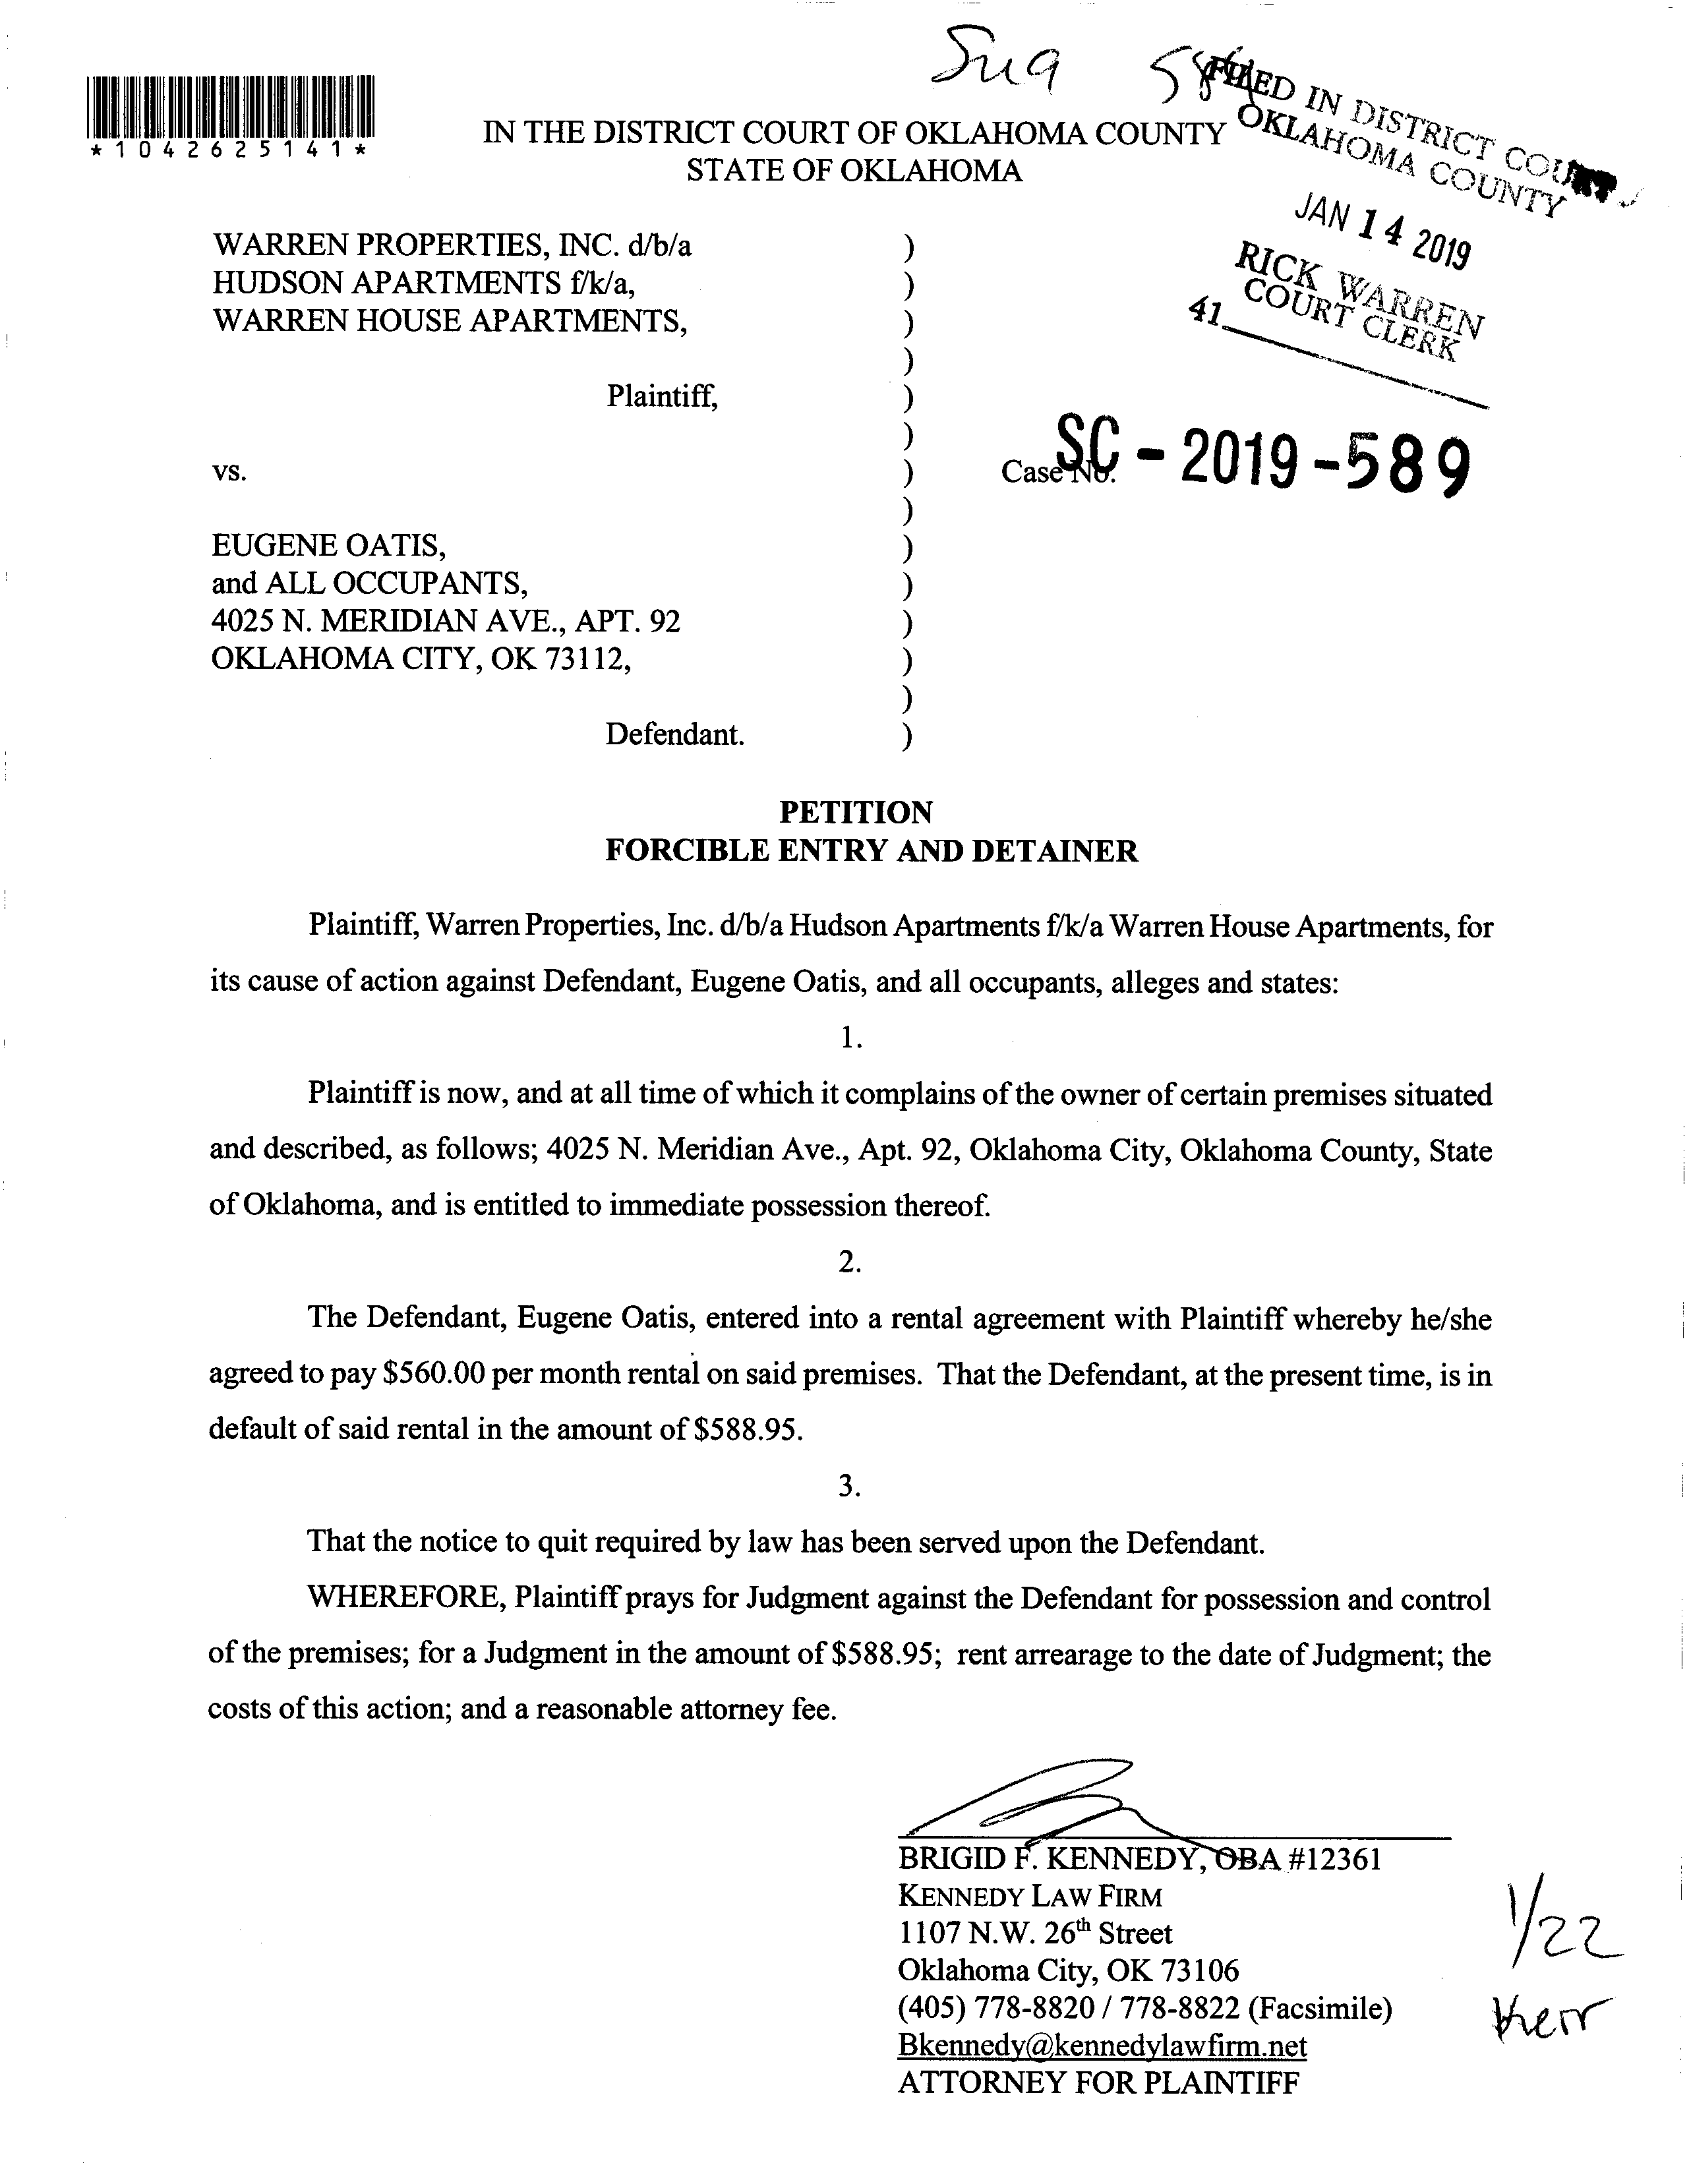 *1042625141*
IN THE DISTRICT COURT OF OKLAHOMA COUNTY
STATE OF OKLAHOMA
FILED IN DISTRICT COURT
OKLAHOMA COUNTY
JAN 14 2019
RICK WARREN
COURT CLERK
41
WARREN PROPERTIES, INC. d/b/a )
HUDSON APARTMENTS f/k/a, )
WARREN HOUSE APARTMENTS, )
)
Plaintiff, )
)
vs. ) Case No. SC - 2019 - 589
)
EUGENE OATIS, )
and ALL OCCUPANTS, )
4025 N. MERIDIAN AVE., APT. 92 )
OKLAHOMA CITY, OK 73112, )
)
Defendant. )
PETITION
FORCIBLE ENTRY AND DETAINER
Plaintiff, Warren Properties, Inc. d/b/a Hudson Apartments f/k/a Warren House Apartments, for
its cause of action against Defendant, Eugene Oatis, and all occupants, alleges and states:
1.
Plaintiff is now, and at all time of which it complains of the owner of certain premises situated
and described, as follows; 4025 N. Meridian Ave., Apt. 92, Oklahoma City, Oklahoma County, State
of Oklahoma, and is entitled to immediate possession thereof.
2.
The Defendant, Eugene Oatis, entered into a rental agreement with Plaintiff whereby he/she
agreed to pay $560.00 per month rental on said premises. That the Defendant, at the present time, is in
default of said rental in the amount of $588.95.
3.
That the notice to quit required by law has been served upon the Defendant.
WHEREFORE, Plaintiff prays for Judgment against the Defendant for possession and control
of the premises; for a Judgment in the amount of $588.95; rent arrearage to the date of Judgment; the
costs of this action; and a reasonable attorney fee.
BRIGID F. KENNEDY, OBA #12361
KENNEDY LAW FIRM
1107 N.W. 26th Street
Oklahoma City, OK 73106
(405) 778-8820 / 778-8822 (Facsimile)
Bkennedy@kennedylawfirm.net
ATTORNEY FOR PLAINTIFF
1/22
Kerr